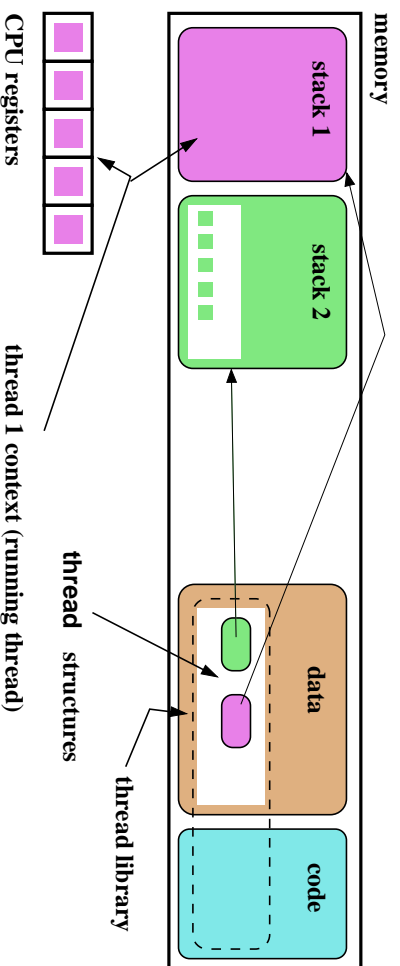 memory
stack 1
stack 2
data
code
CPU registers
thread 1 context (running thread)
thread structures
thread library